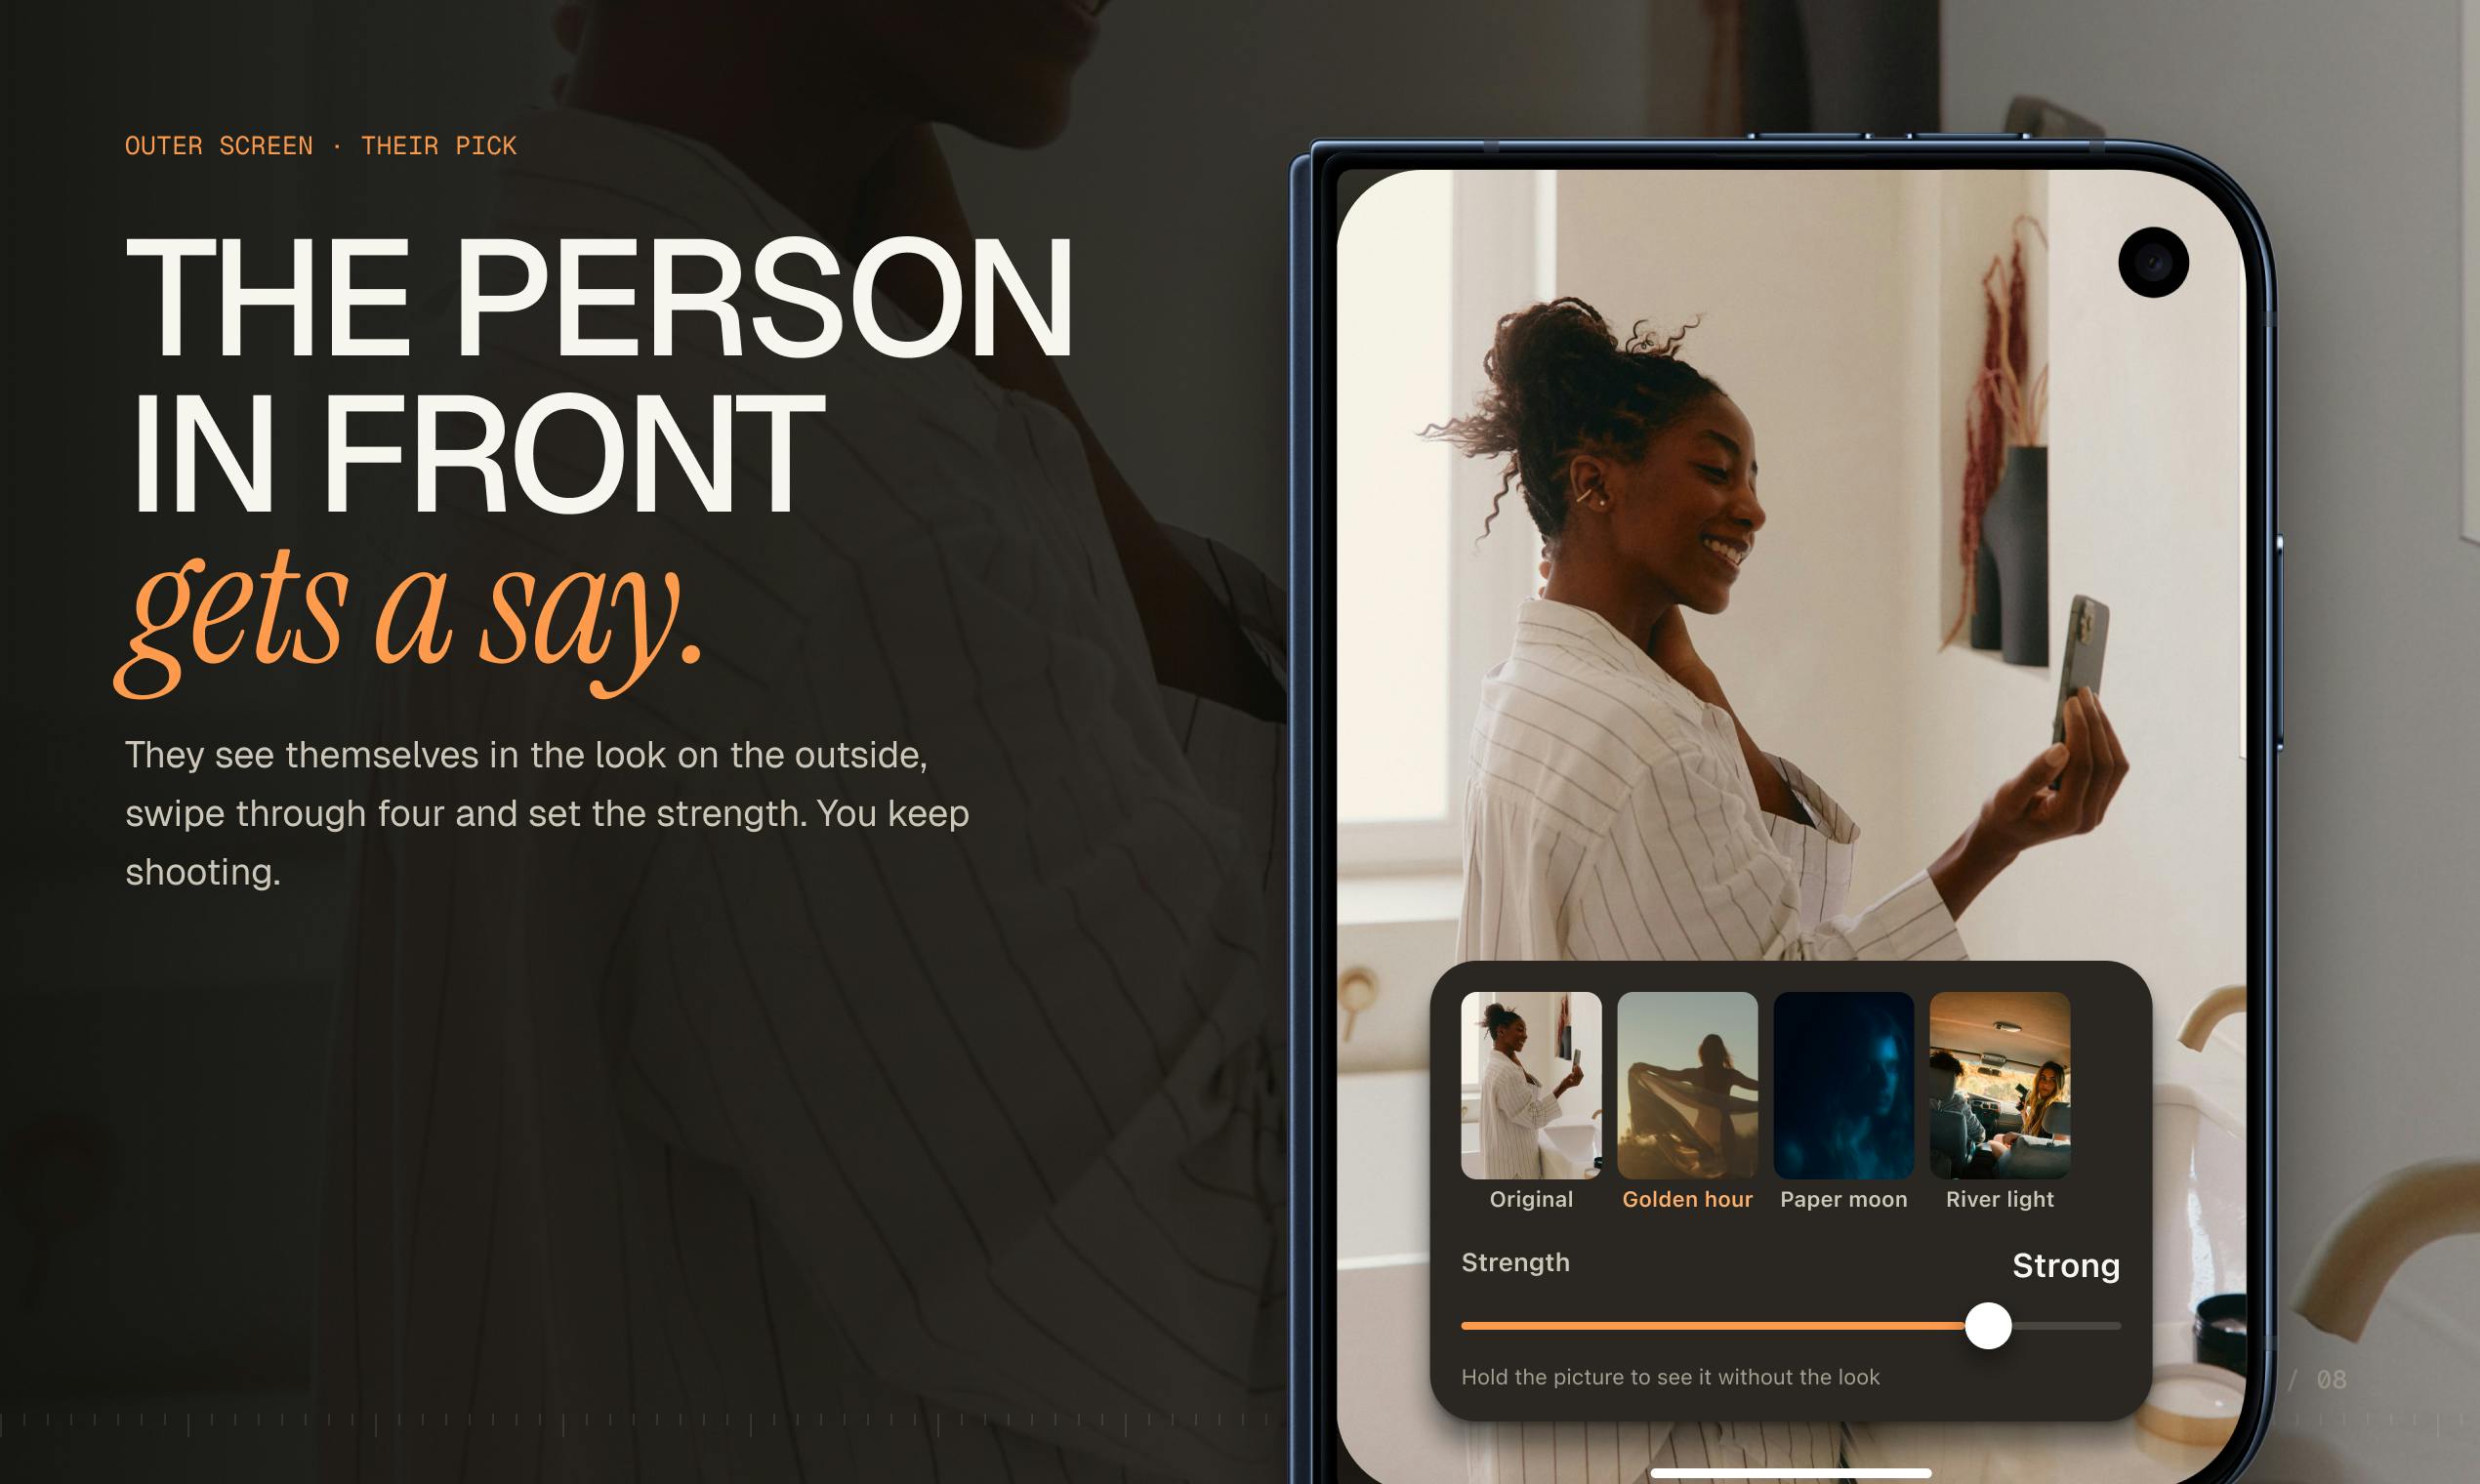 OUTER SCREEN · THEIR PICK
THE PERSON
IN FRONT
gets a say.
They see themselves in the look on the outside,
swipe through four and set the strength. You keep
shooting.
Original
Golden hour
Paper moon
River light
Strength
Strong
Hold the picture to see it without the look
/ 08